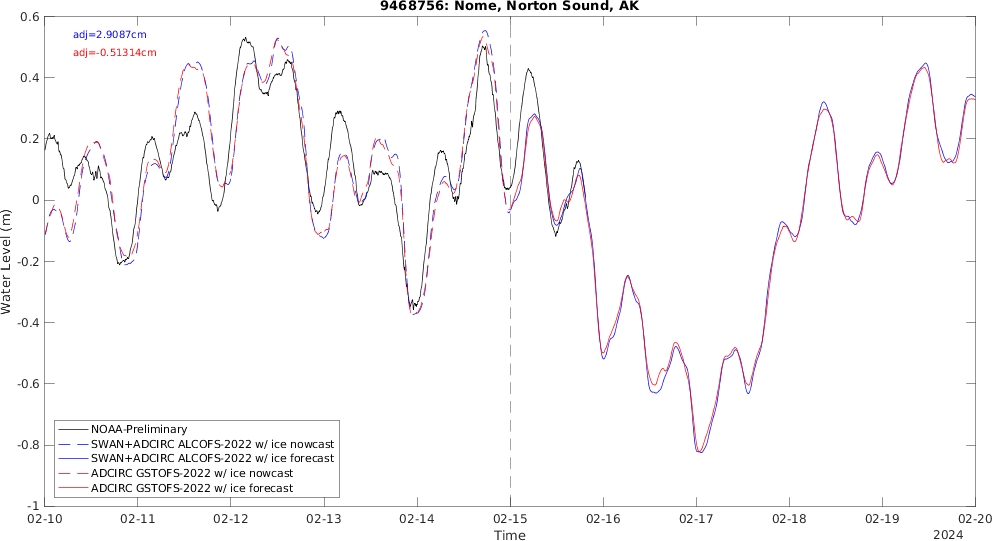 9468756: Nome, Norton Sound, AK
adj=2.9087cm
adj=-0.51314cm
0.6
0.4
0.2
0
-0.2
-0.4
-0.6
-0.8
-1
Water Level (m)
NOAA-Preliminary
SWAN+ADCIRC ALCOFS-2022 w/ ice nowcast
SWAN+ADCIRC ALCOFS-2022 w/ ice forecast
ADCIRC GSTOFS-2022 w/ ice nowcast
ADCIRC GSTOFS-2022 w/ ice forecast
02-10 02-11 02-12 02-13 02-14 02-15 02-16 02-17 02-18 02-19 02-20
Time
2024